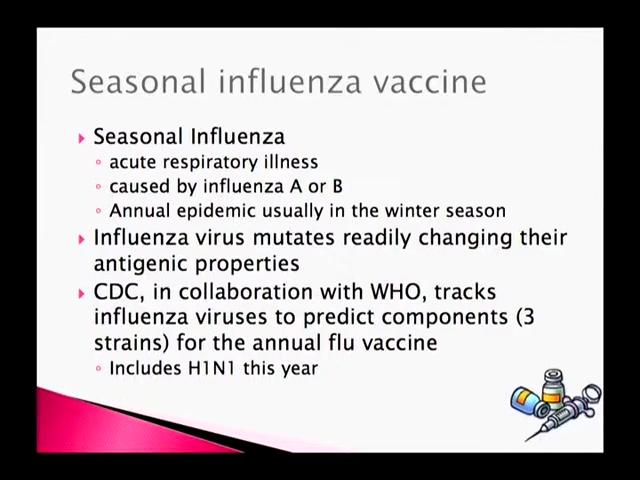 Seasonal influenza vaccine
Seasonal Influenza
acute respiratory illness
caused by influenza A or B
Annual epidemic usually in the winter season
Influenza virus mutates readily changing their
antigenic properties
CDC, in collaboration with WHO, tracks
influenza viruses to predict components (3
strains) for the annual flu vaccine
Includes H1N1 this year